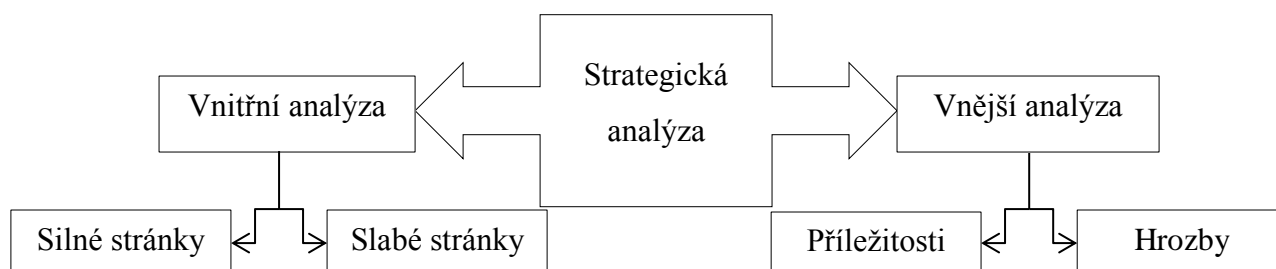 Strategická
analýza
Vnitřní analýza
Vnější analýza
Silné stránky
Slabé stránky
Příležitosti
Hrozby